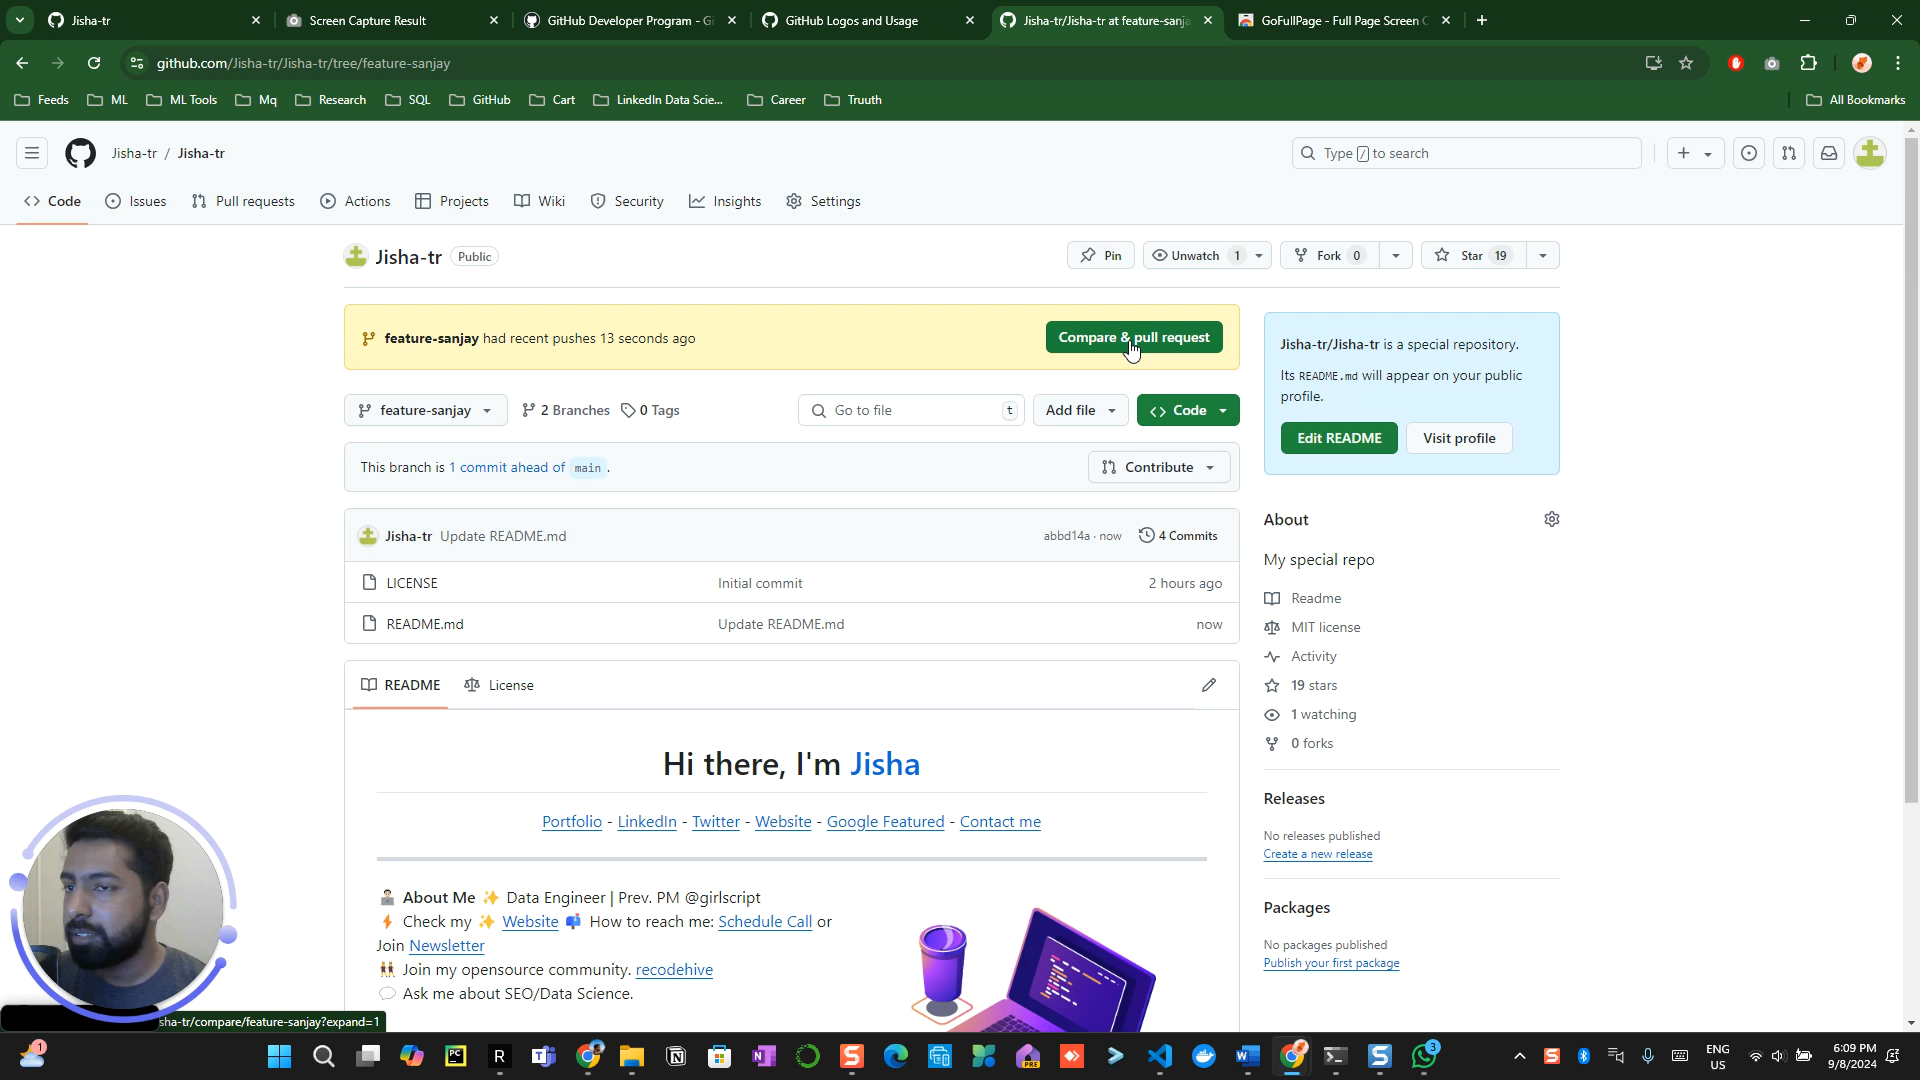 Jisha-tr
Screen Capture Result
GitHub Developer Program - G
GitHub Logos and Usage
Jisha-tr/Jisha-tr at feature-sanja
GoFullPage - Full Page Screen C
github.com/Jisha-tr/Jisha-tr/tree/feature-sanjay
Feeds
ML
ML Tools
Mq
Research
SQL
GitHub
Cart
LinkedIn Data Scie...
Career
Truuth
All Bookmarks
Jisha-tr / Jisha-tr
Type / to search
Code
Issues
Pull requests
Actions
Projects
Wiki
Security
Insights
Settings
Jisha-tr Public
Pin
Unwatch 1
Fork 0
Star 19
feature-sanjay had recent pushes 13 seconds ago
Compare & pull request
feature-sanjay
2 Branches
0 Tags
Go to file t
Add file
Code
This branch is 1 commit ahead of main .
Contribute
Jisha-tr Update README.md
abbd14a · now
4 Commits
LICENSE
Initial commit
2 hours ago
README.md
Update README.md
now
README
License
Hi there, I'm Jisha
Portfolio - LinkedIn - Twitter - Website - Google Featured - Contact me
About Me ✨ Data Engineer | Prev. PM @girlscript
⚡ Check my ✨ Website 📫 How to reach me: Schedule Call or
Join Newsletter
👯 Join my opensource community. recodehive
💬 Ask me about SEO/Data Science.
Jisha-tr/Jisha-tr is a special repository.
Its README.md will appear on your public
profile.
Edit README
Visit profile
About
My special repo
Readme
MIT license
Activity
19 stars
1 watching
0 forks
Releases
No releases published
Create a new release
Packages
No packages published
Publish your first package
sha-tr/compare/feature-sanjay?expand=1
1
PC
R
PRE
3
ENG
US
6:09 PM
9/8/2024